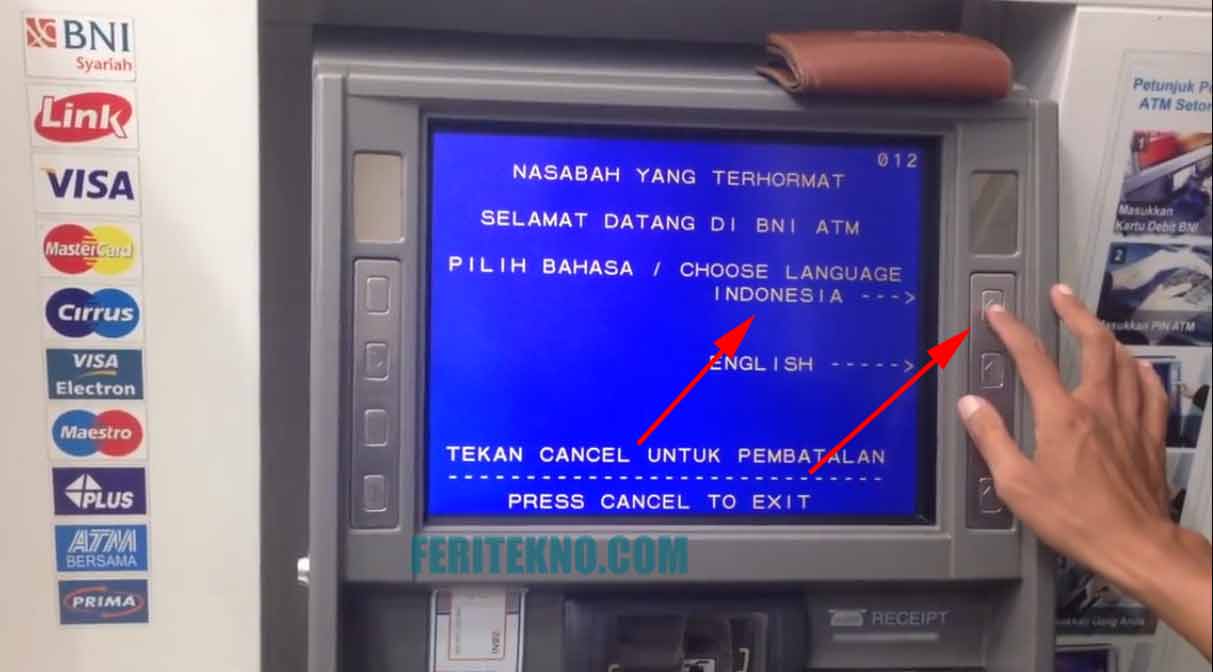 BNI
Syariah
Link
VISA
MasterCard
Cirrus
VISA
Electron
Maestro
PLUS
ATM
BERSAMA
PRIMA
012
NASABAH YANG TERHORMAT
SELAMAT DATANG DI BNI ATM
PILIH BAHASA / CHOOSE LANGUAGE
INDONESIA --->
ENGLISH ----->
TEKAN CANCEL UNTUK PEMBATALAN
--------------------------------
PRESS CANCEL TO EXIT
FERITEKNO.COM
RECEIPT
Petunjuk
ATM
1
Masukkan
Kartu Debit BNI
2
Masukkan PIN ATM